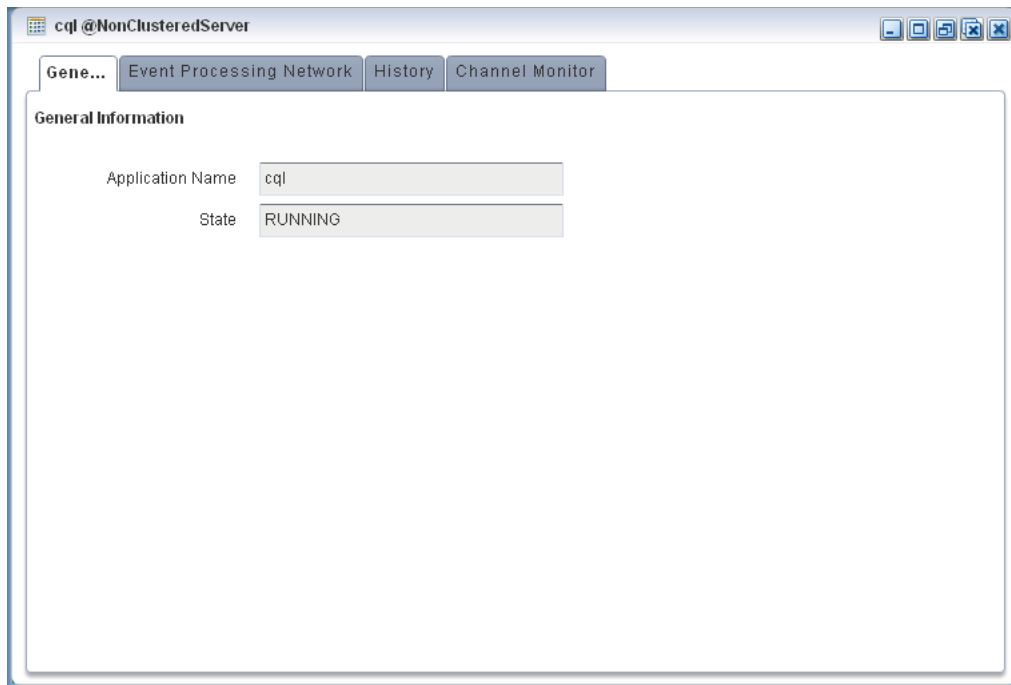 cql @NonClusteredServer
Gene... Event Processing Network History Channel Monitor
General Information
Application Name cql
State RUNNING